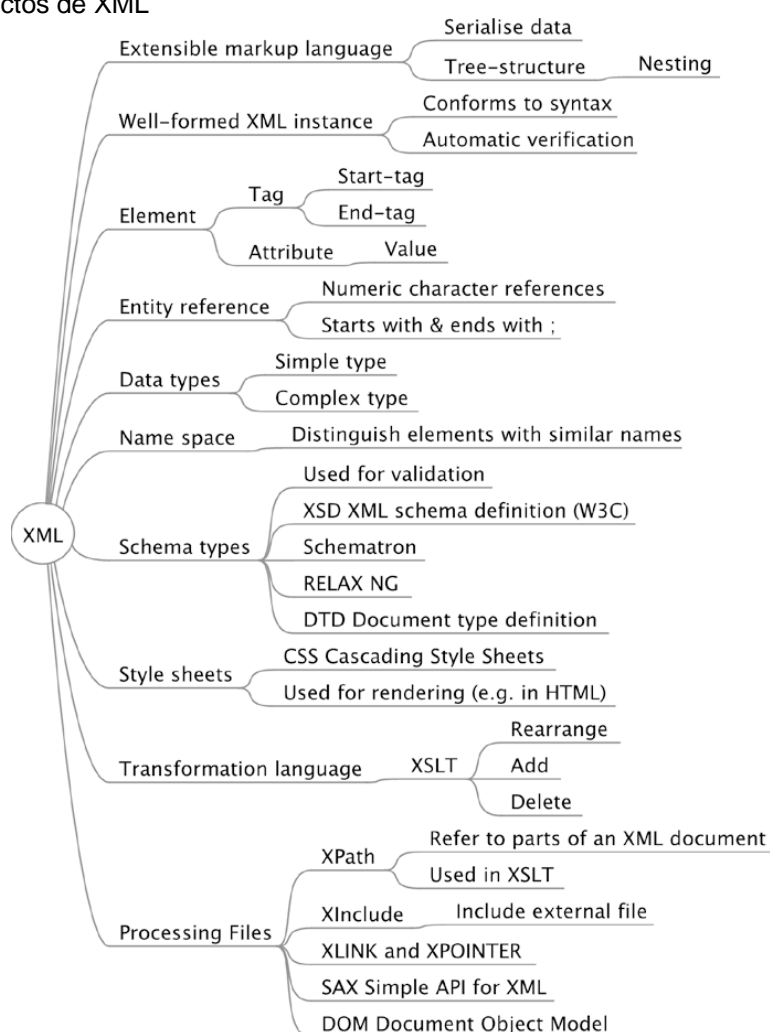 ctos de XML
Extensible markup language
Serialise data
Tree-structure
Nesting
Well-formed XML instance
Conforms to syntax
Automatic verification
Element
Tag
Start-tag
End-tag
Attribute
Value
Entity reference
Numeric character references
Starts with & ends with ;
Data types
Simple type
Complex type
Name space
Distinguish elements with similar names
XML
Schema types
Used for validation
XSD XML schema definition (W3C)
Schematron
RELAX NG
DTD Document type definition
Style sheets
CSS Cascading Style Sheets
Used for rendering (e.g. in HTML)
Transformation language
XSLT
Rearrange
Add
Delete
Processing Files
XPath
Refer to parts of an XML document
Used in XSLT
XInclude
Include external file
XLINK and XPOINTER
SAX Simple API for XML
DOM Document Object Model